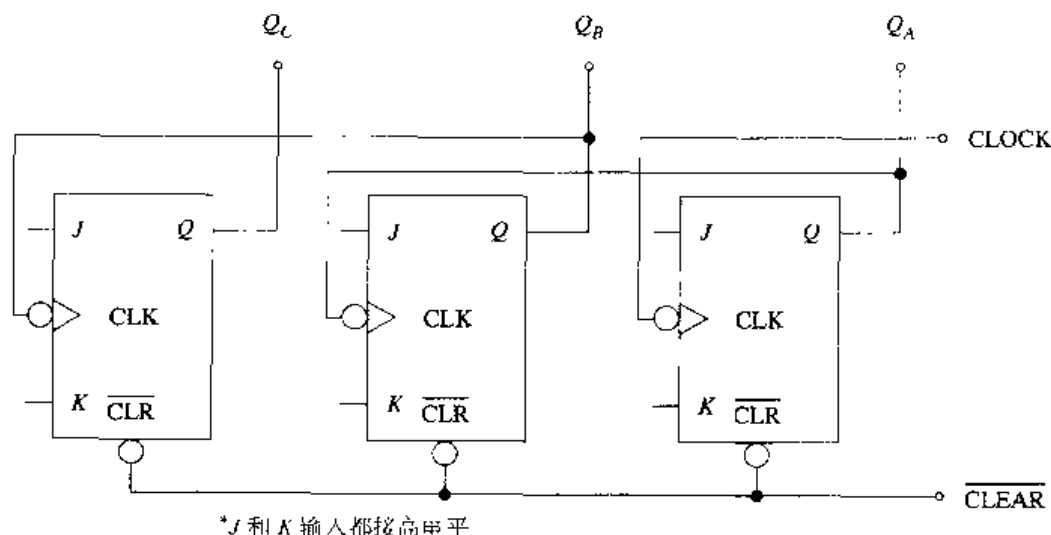 Q_C Q_B Q_A
CLOCK
J Q J Q J Q
CLK CLK CLK
K CLR K CLR K CLR
CLEAR
*J 和 K 输入都接高电平